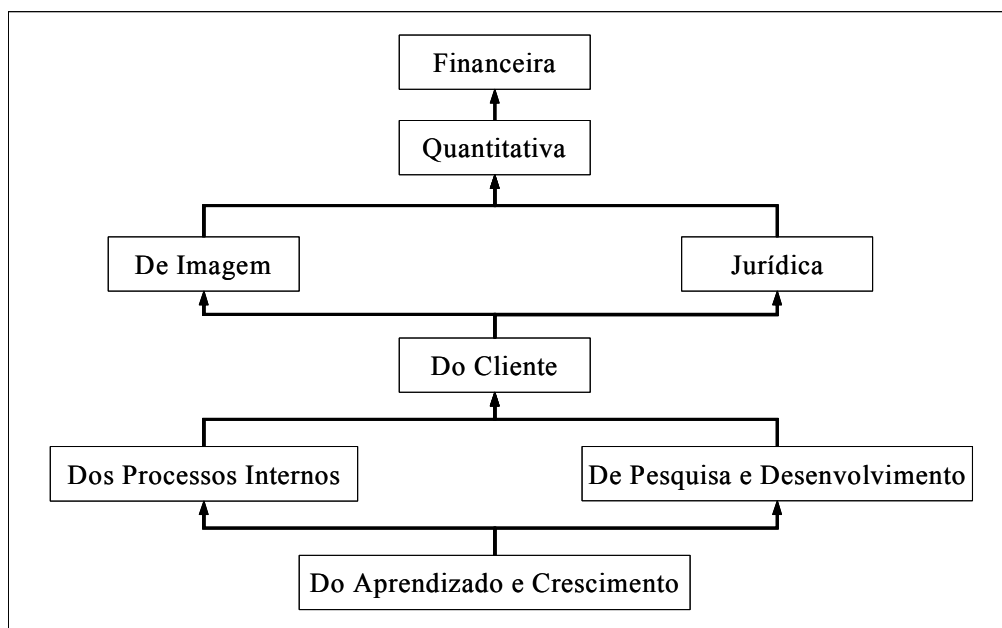 Financeira
Quantitativa
De Imagem
Jurídica
Do Cliente
Dos Processos Internos
De Pesquisa e Desenvolvimento
Do Aprendizado e Crescimento